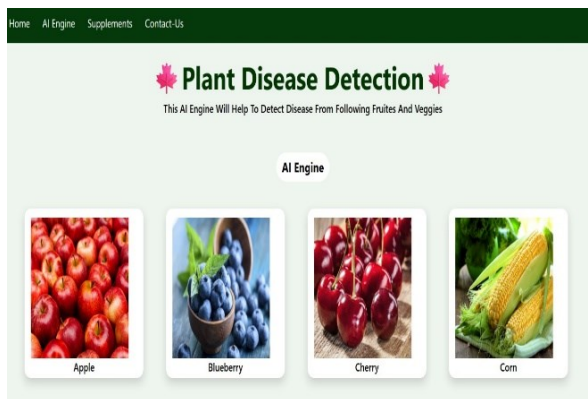 Home AI Engine Supplements Contact-Us
Plant Disease Detection
This AI Engine Will Help To Detect Disease From Following Fruites And Veggies
AI Engine
Apple Blueberry Cherry Corn